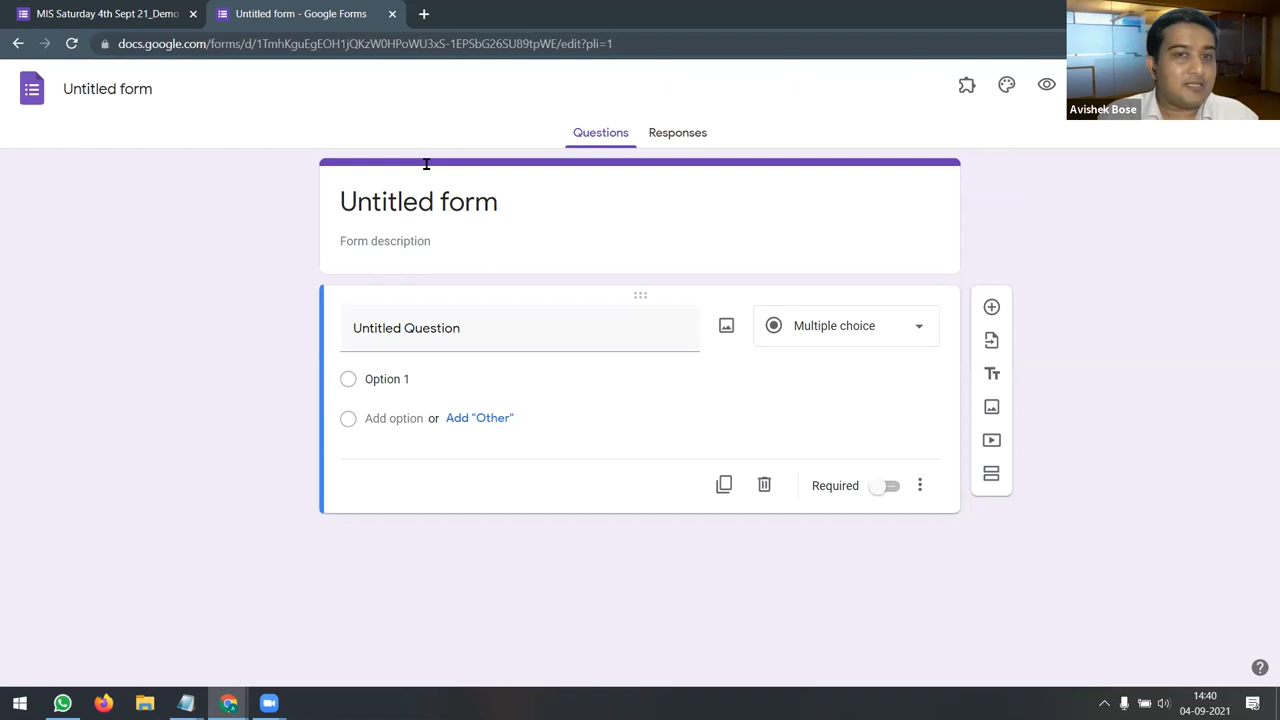 MIS Saturday 4th Sept 21_Demo
Untitled form - Google Forms
docs.google.com/forms/d/1TmhKguEgEOH1jQKzW0HPoWU3xS-1EPSbG26SU89tpWE/edit?pli=1
Untitled form
Avishek Bose
Questions
Responses
Untitled form
Form description
Untitled Question
Multiple choice
Option 1
Add option or Add "Other"
Required
14:40
04-09-2021